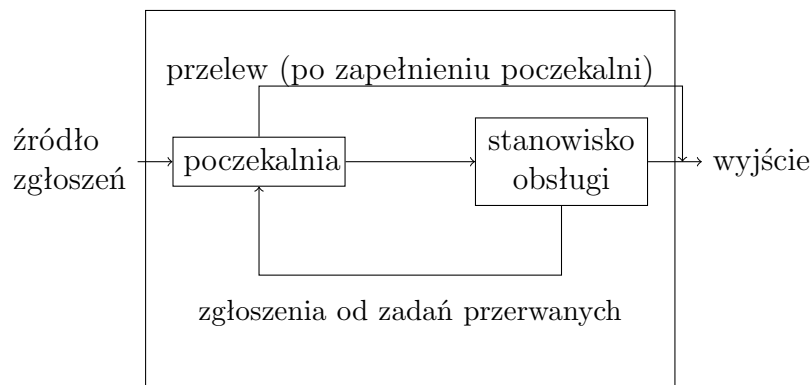 przelew (po zapełnieniu poczekalni)
źródło
zgłoszeń
poczekalnia
stanowisko
obsługi
wyjście
zgłoszenia od zadań przerwanych